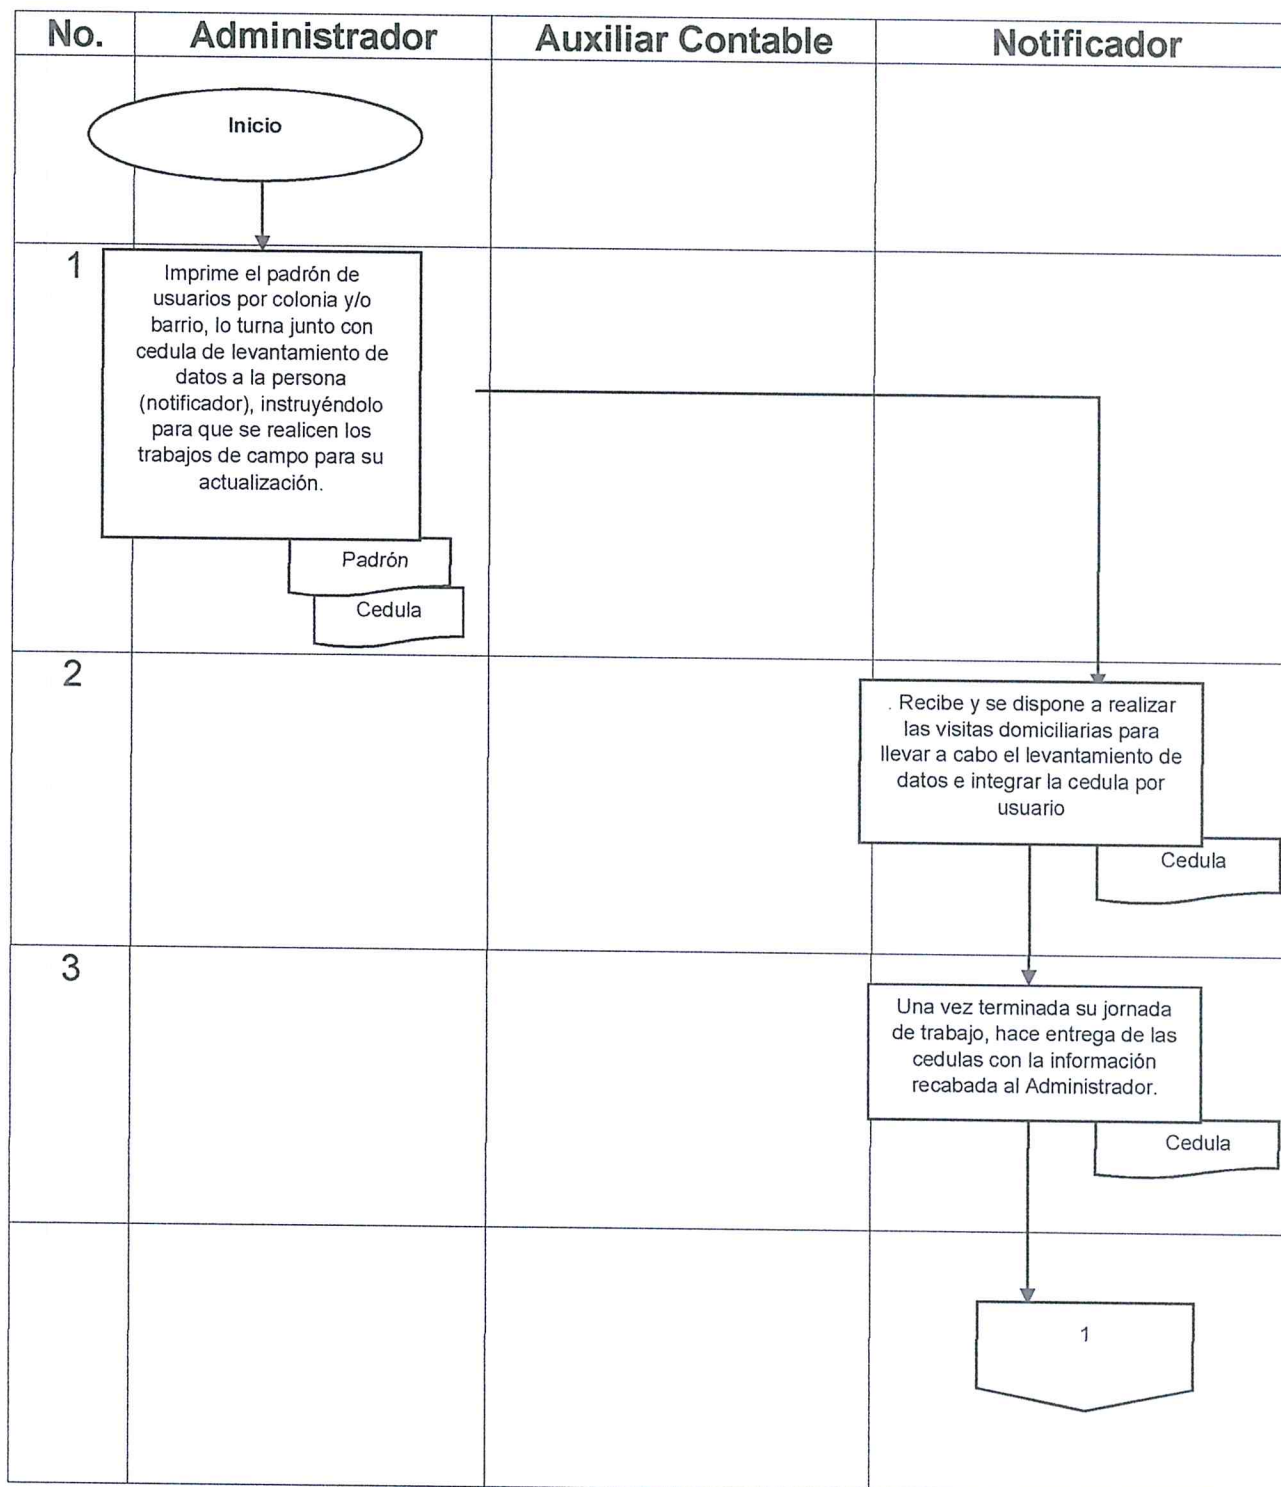 No. Administrador Auxiliar Contable Notificador
Inicio
1
Imprime el padrón de
usuarios por colonia y/o
barrio, lo turna junto con
cedula de levantamiento de
datos a la persona
(notificador), instruyéndolo
para que se realicen los
trabajos de campo para su
actualización.
Padrón
Cedula
2
. Recibe y se dispone a realizar
las visitas domiciliarias para
llevar a cabo el levantamiento de
datos e integrar la cedula por
usuario
Cedula
3
Una vez terminada su jornada
de trabajo, hace entrega de las
cedulas con la información
recabada al Administrador.
Cedula
1